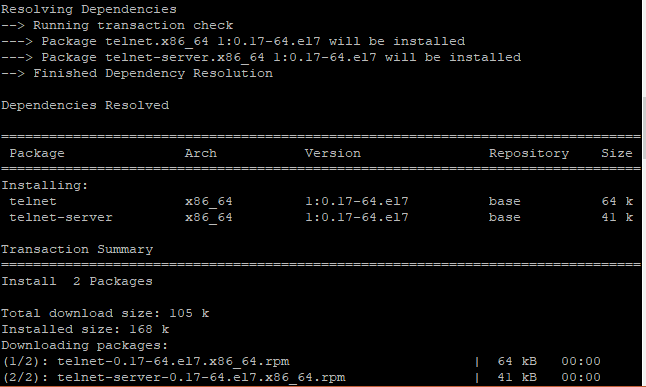 Resolving Dependencies
--> Running transaction check
---> Package telnet.x86_64 1:0.17-64.el7 will be installed
---> Package telnet-server.x86_64 1:0.17-64.el7 will be installed
--> Finished Dependency Resolution
Dependencies Resolved
================================================================================
Package Arch Version Repository Size
================================================================================
Installing:
telnet x86_64 1:0.17-64.el7 base 64 k
telnet-server x86_64 1:0.17-64.el7 base 41 k
Transaction Summary
================================================================================
Install 2 Packages
Total download size: 105 k
Installed size: 168 k
Downloading packages:
(1/2): telnet-0.17-64.el7.x86_64.rpm | 64 kB 00:00
(2/2): telnet-server-0.17-64.el7.x86_64.rpm | 41 kB 00:00